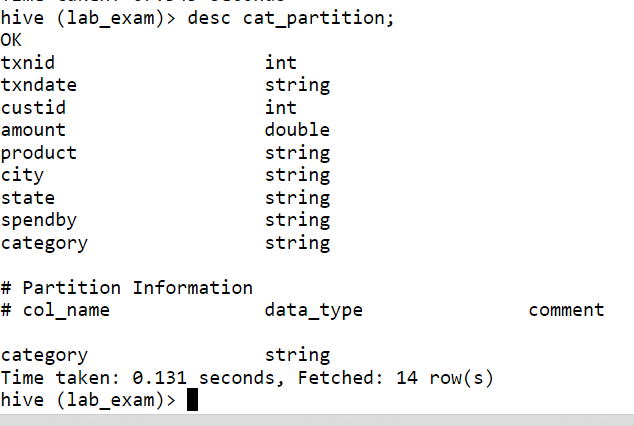 hive (lab_exam)> desc cat_partition;
OK
txnid int
txndate string
custid int
amount double
product string
city string
state string
spendby string
category string
# Partition Information
# col_name data_type comment
category string
Time taken: 0.131 seconds, Fetched: 14 row(s)
hive (lab_exam)>